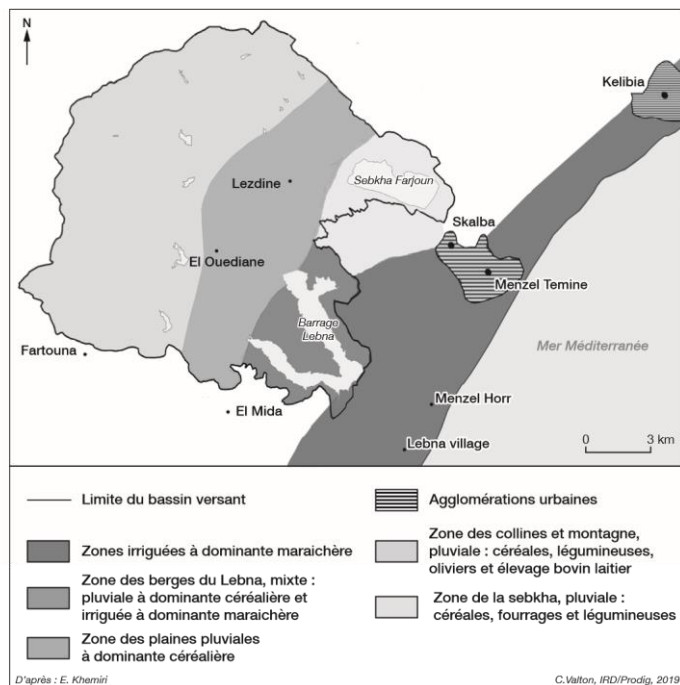 N
Kelibia
Sebkha Farjoun
Lezdine
Skalba
El Ouediane
Menzel Temine
Barrage
Lebna
Mer Méditerranée
Fartouna
Menzel Horr
El Mida
0 3 km
Lebna village
Limite du bassin versant
Zones irriguées à dominante maraichère
Zone des berges du Lebna, mixte :
pluviale à dominante céréalière et
irriguée à dominante maraichère
Zone des plaines pluviales
à dominante céréalière
Agglomérations urbaines
Zone des collines et montagne,
pluviale : céréales, légumineuses,
oliviers et élevage bovin laitier
Zone de la sebkha, pluviale :
céréales, fourrages et légumineuses
D'après : E. Khemiri
C.Valton, IRD/Prodig, 2019